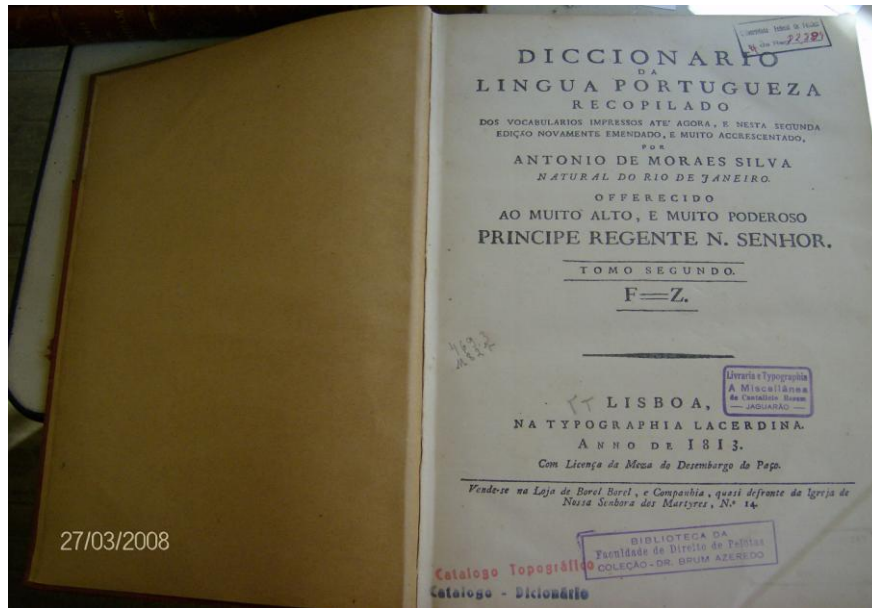 DICCIONARIO
DA
LINGUA PORTUGUEZA
RECOPILADO
DOS VOCABULARIOS IMPRESSOS ATE' AGORA, E NESTA SEGUNDA
EDIÇÃO NOVAMENTE EMENDADO, E MUITO ACCRESCENTADO,
POR
ANTONIO DE MORAES SILVA
NATURAL DO RIO DE JANEIRO.
OFFERECIDO
AO MUITO ALTO, E MUITO PODEROSO
PRINCIPE REGENTE N. SENHOR.
TOMO SEGUNDO.
F=Z.
Livraria e Typographia
A Miscellânea
de
JAGUARÃO
LISBOA,
NA TYPOGRAPHIA LACERDINA.
ANNO DE 1813.
Com Licença da Meza do Desembargo do Paço.
Vende-se na Loja de Borel Borel, e Companhia, quasi defronte da Igreja de
Nossa Senhora dos Martyres, N.º 14.
BIBLIOTECA DA
Faculdade de Direito de Pelotas
COLEÇÃO - DR. BRUM AZEREDO
Catalogo Topográfico
Catalogo - Dicionário
27/03/2008